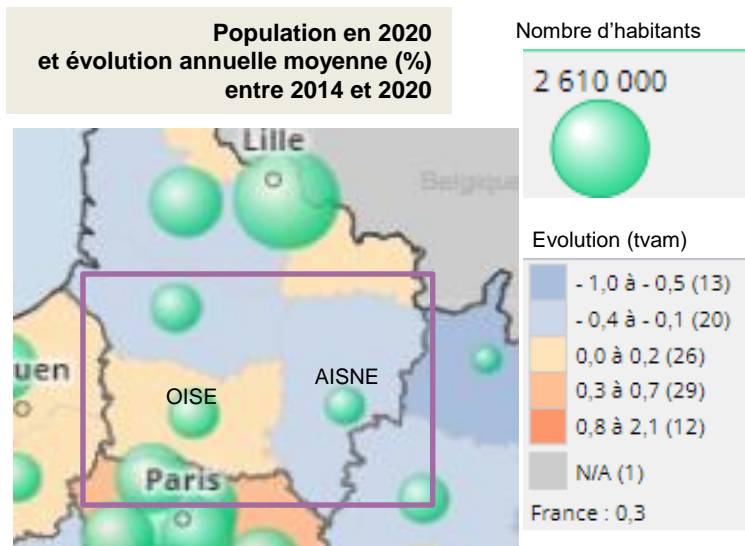 Population en 2020
et évolution annuelle moyenne (%)
entre 2014 et 2020
Nombre d'habitants
2 610 000
Lille
Belgique
uen
OISE
AISNE
Paris
Evolution (tvam)
- 1,0 à - 0,5 (13)
- 0,4 à - 0,1 (20)
0,0 à 0,2 (26)
0,3 à 0,7 (29)
0,8 à 2,1 (12)
N/A (1)
France : 0,3